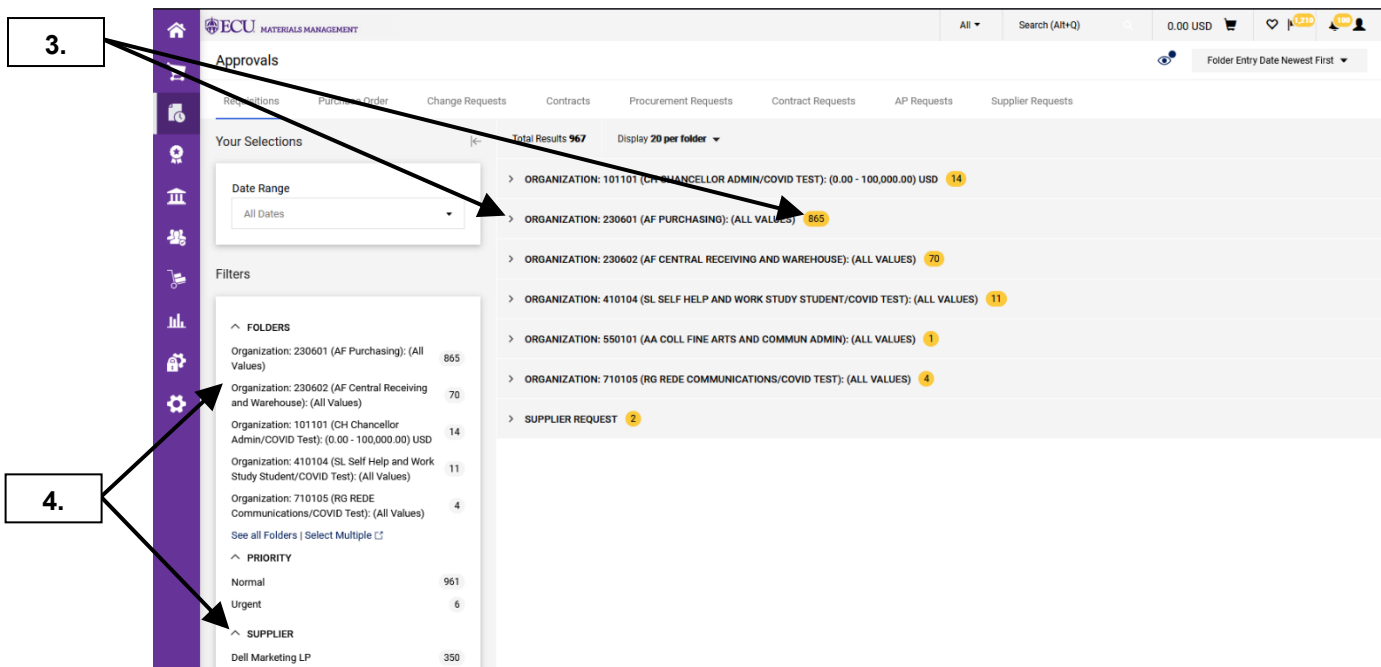 ECU MATERIALS MANAGEMENT
All
Search (Alt+Q)
0.00 USD
1,210
100
3.
Approvals
Folder Entry Date Newest First
Requisitions Purchase Order Change Requests Contracts Procurement Requests Contract Requests AP Requests Supplier Requests
Your Selections
Total Results 967 Display 20 per folder
Date Range
All Dates
ORGANIZATION: 101101 (CH CHANCELLOR ADMIN/COVID TEST): (0.00 - 100,000.00) USD 14
ORGANIZATION: 230601 (AF PURCHASING): (ALL VALUES) 865
ORGANIZATION: 230602 (AF CENTRAL RECEIVING AND WAREHOUSE): (ALL VALUES) 70
ORGANIZATION: 410104 (SL SELF HELP AND WORK STUDY STUDENT/COVID TEST): (ALL VALUES) 11
ORGANIZATION: 550101 (AA COLL FINE ARTS AND COMMUN ADMIN): (ALL VALUES) 1
ORGANIZATION: 710105 (RG REDE COMMUNICATIONS/COVID TEST): (ALL VALUES) 4
SUPPLIER REQUEST 2
Filters
FOLDERS
Organization: 230601 (AF Purchasing): (All
Values) 865
Organization: 230602 (AF Central Receiving
and Warehouse): (All Values) 70
Organization: 101101 (CH Chancellor
Admin/COVID Test): (0.00 - 100,000.00) USD 14
Organization: 410104 (SL Self Help and Work
Study Student/COVID Test): (All Values) 11
Organization: 710105 (RG REDE
Communications/COVID Test): (All Values) 4
4.
See all Folders | Select Multiple
PRIORITY
Normal 961
Urgent 6
SUPPLIER
Dell Marketing LP 350